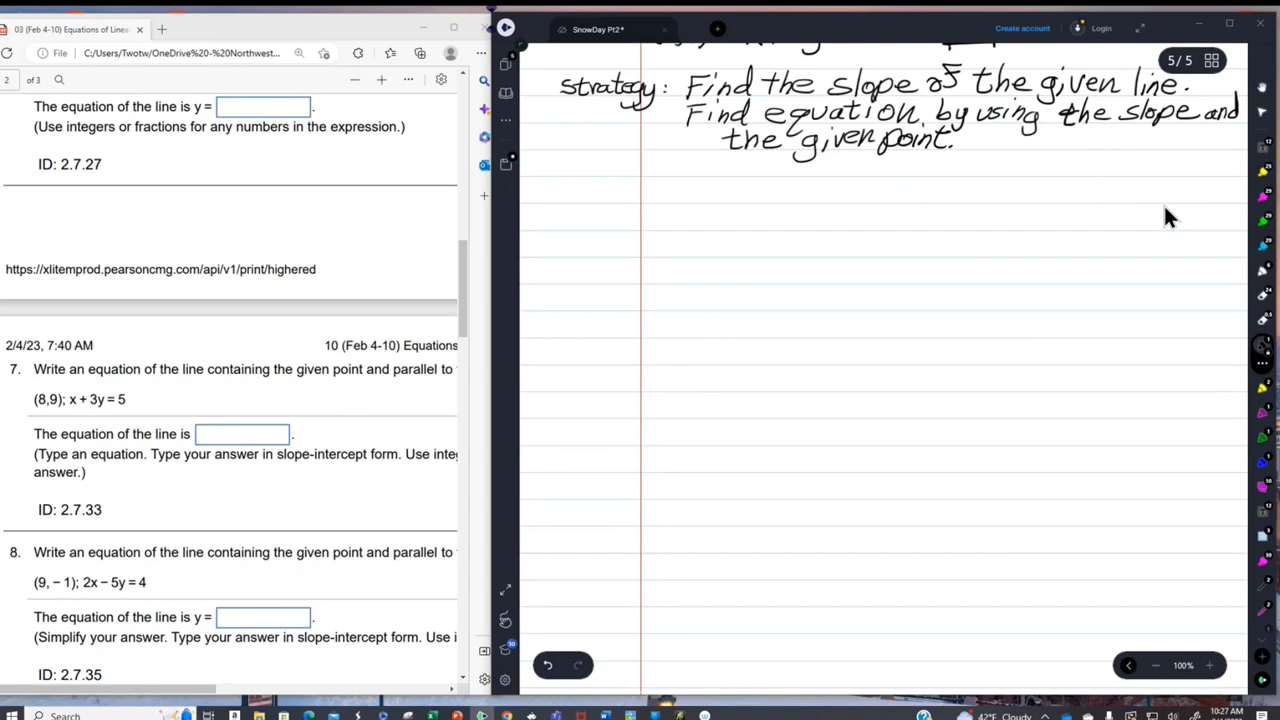 03 (Feb 4-10) Equations of Linea
SnowDay Pt2*
Create account
Login
File
C:/Users/Twotw/OneDrive%20-%20Northwest...
2
of 3
5/5
strategy: Find the slope of the given line.
Find equation by using the slope and
the given point.
The equation of the line is y =
.
(Use integers or fractions for any numbers in the expression.)
ID: 2.7.27
https://xlitemprod.pearsoncmg.com/api/v1/print/highered
2/4/23, 7:40 AM
10 (Feb 4-10) Equations
7. Write an equation of the line containing the given point and parallel to
(8,9); x + 3y = 5
The equation of the line is
.
(Type an equation. Type your answer in slope-intercept form. Use inte
answer.)
ID: 2.7.33
8. Write an equation of the line containing the given point and parallel to
(9, − 1); 2x − 5y = 4
The equation of the line is y =
.
(Simplify your answer. Type your answer in slope-intercept form. Use i
ID: 2.7.35
100%
Search
42°F Cloudy
10:27 AM